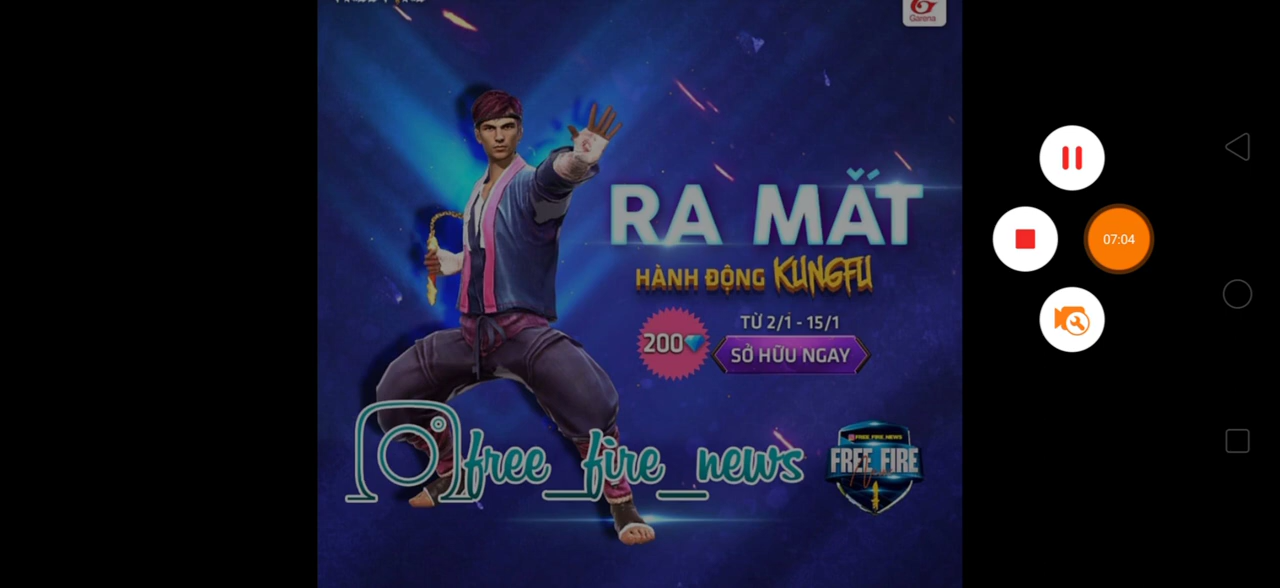 Garena
RA MẮT
HÀNH ĐỘNG KUNGFU
200
TỪ 2/1 - 15/1
SỞ HỮU NGAY
07:04
free_fire_news
FREE_FIRE_NEWS
FREE FIRE